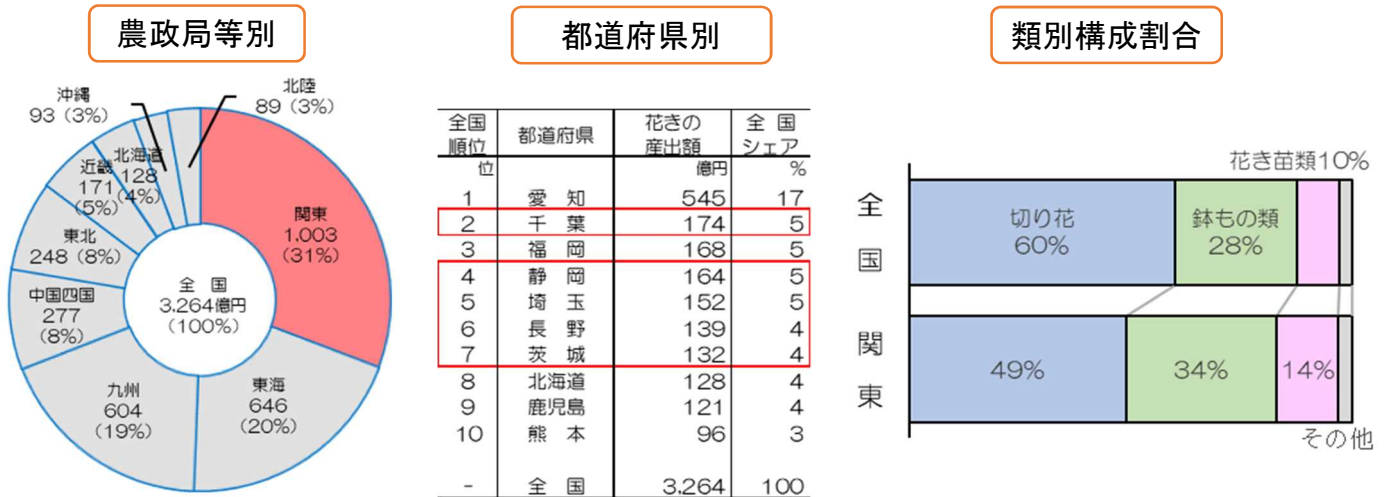 農政局等別
沖縄
93（3%）
北陸
89（3%）
北海道
128
(4%)
近畿
171
(5%)
東北
248（8%）
中国四国
277
(8%)
九州
604
(19%)
東海
646
(20%)
関東
1.003
(31%)
全　国
3,264億円
(100%)
都道府県別
全国順位 都道府県 花きの産出額 全国シェア
位 億円 %
1 愛　知 545 17
2 千　葉 174 5
3 福　岡 168 5
4 静　岡 164 5
5 埼　玉 152 5
6 長　野 139 4
7 茨　城 132 4
8 北海道 128 4
9 鹿児島 121 4
10 熊　本 96 3
- 全　国 3,264 100
類別構成割合
花き苗類10%
全国
切り花
60%
鉢もの類
28%
関東
49% 34% 14%
その他